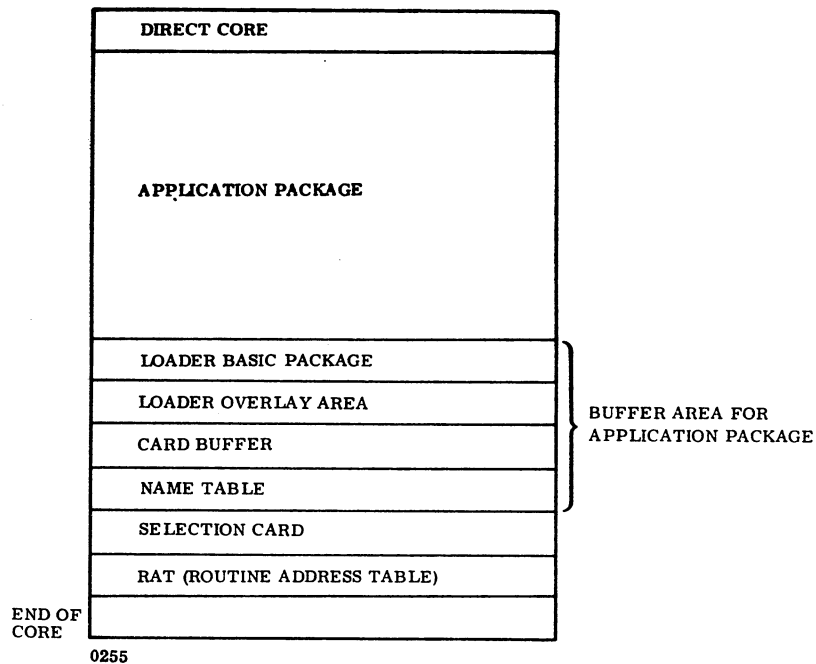 DIRECT CORE
APPLICATION PACKAGE
LOADER BASIC PACKAGE
LOADER OVERLAY AREA
CARD BUFFER
NAME TABLE
BUFFER AREA FOR
APPLICATION PACKAGE
SELECTION CARD
RAT (ROUTINE ADDRESS TABLE)
END OF
CORE
0255